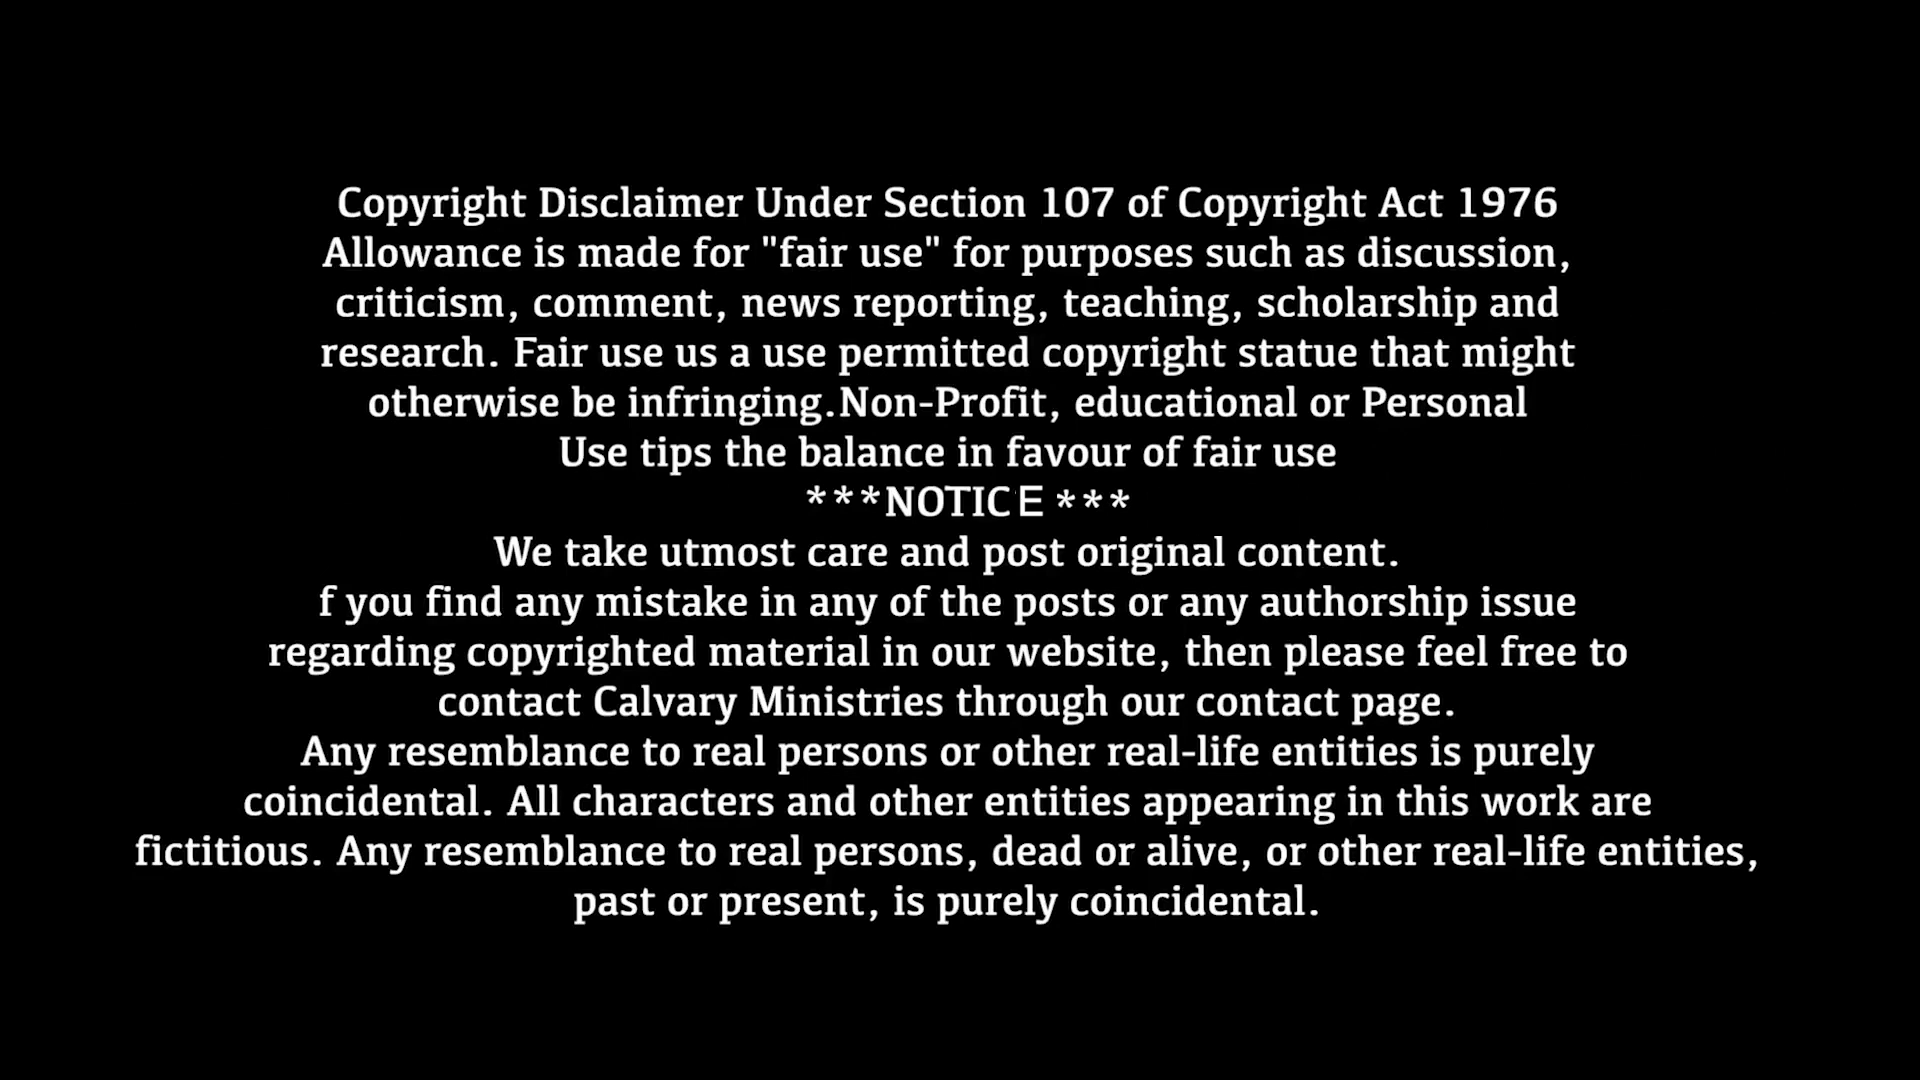 Copyright Disclaimer Under Section 107 of Copyright Act 1976
Allowance is made for "fair use" for purposes such as discussion,
criticism, comment, news reporting, teaching, scholarship and
research. Fair use us a use permitted copyright statue that might
otherwise be infringing.Non-Profit, educational or Personal
Use tips the balance in favour of fair use
***NOTICE ***
We take utmost care and post original content.
f you find any mistake in any of the posts or any authorship issue
regarding copyrighted material in our website, then please feel free to
contact Calvary Ministries through our contact page.
Any resemblance to real persons or other real-life entities is purely
coincidental. All characters and other entities appearing in this work are
fictitious. Any resemblance to real persons, dead or alive, or other real-life entities,
past or present, is purely coincidental.